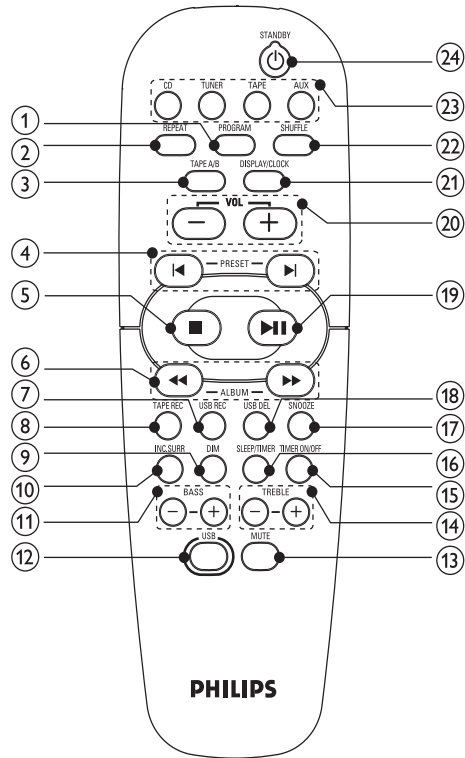 STANDBY
24
CD TUNER TAPE AUX
23
1
REPEAT PROGRAM SHUFFLE
2
22
TAPE A/B DISPLAY/CLOCK
3
21
VOL
− +
20
4
PRESET
5
19
6
ALBUM
7
18
TAPE REC USB REC USB DEL SNOOZE
8
17
9
16
INC.SURR DIM SLEEP/TIMER TIMER ON/OFF
10
15
BASS TREBLE
11
− + − +
14
USB MUTE
12
13
PHILIPS